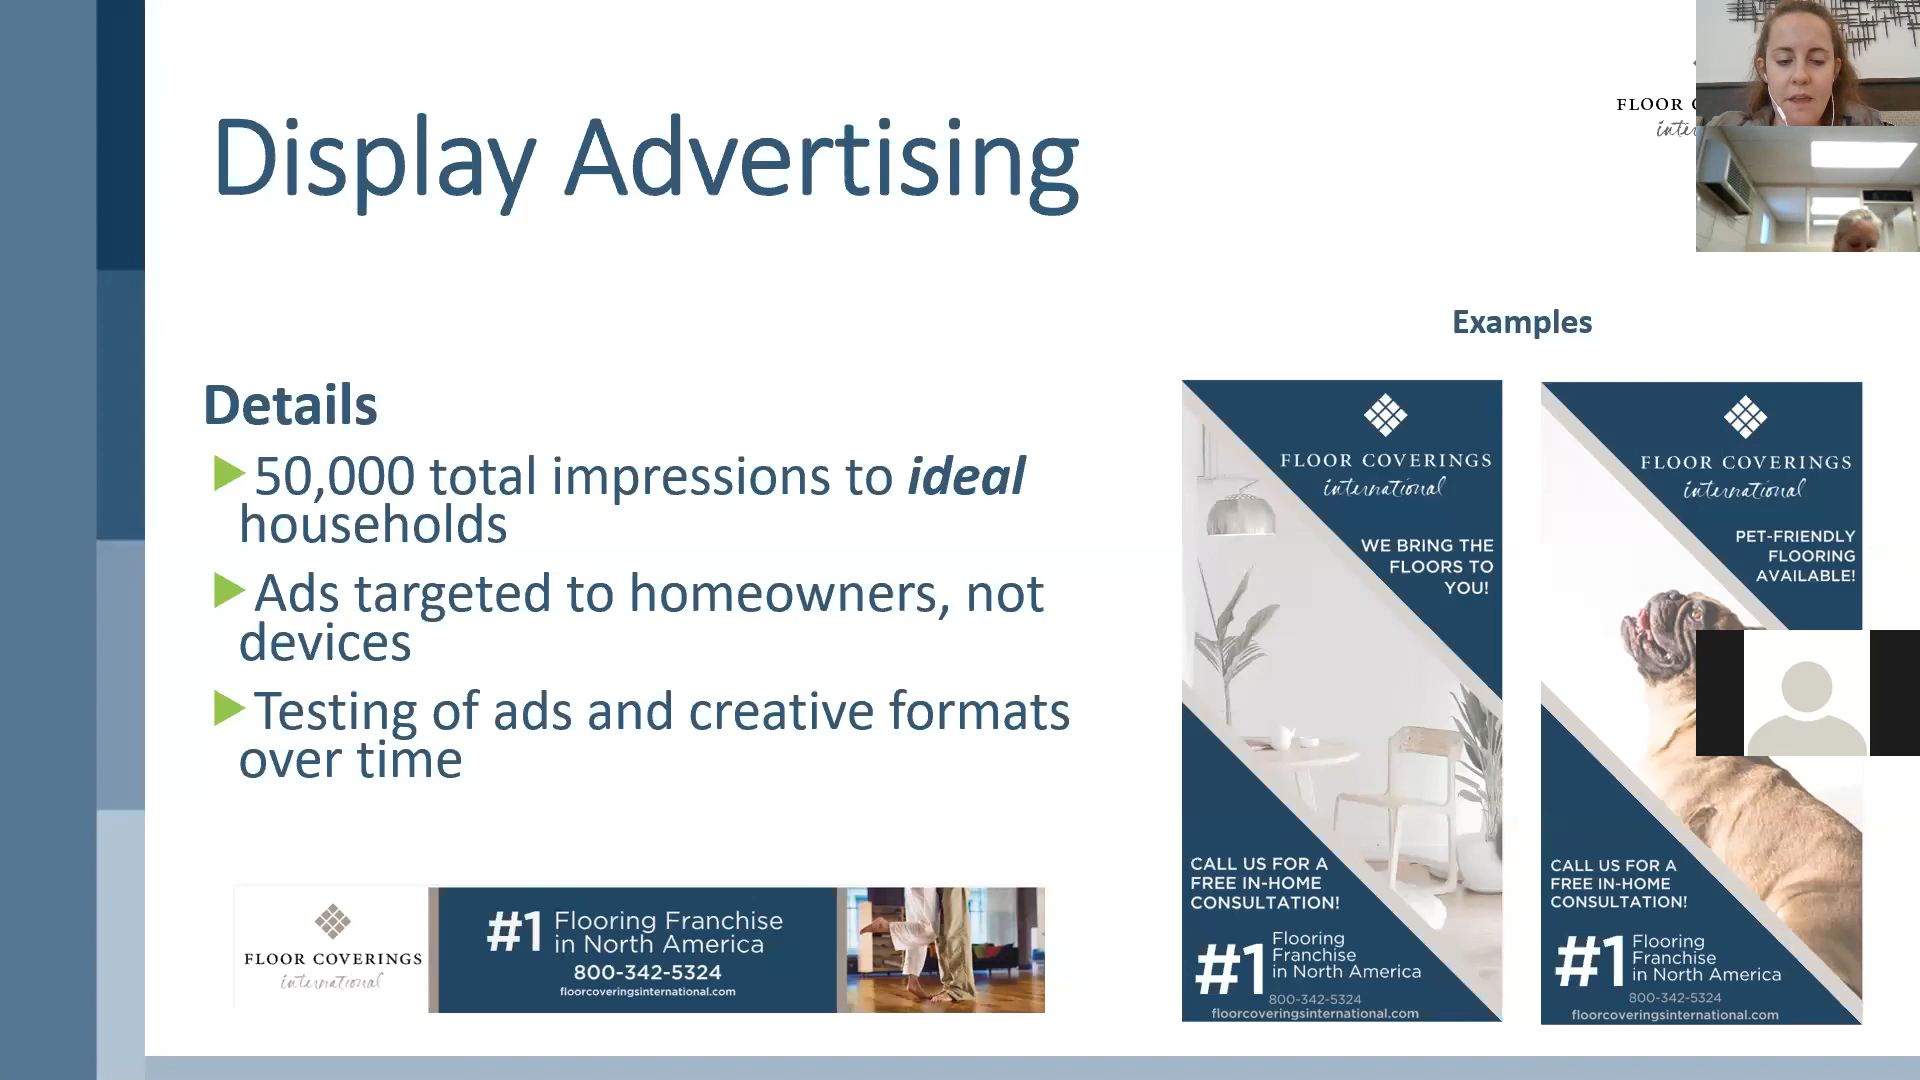 Display Advertising
FLOOR
Examples
Details
50,000 total impressions to ideal
households
Ads targeted to homeowners, not
devices
Testing of ads and creative formats
over time
FLOOR COVERINGS
international
#1 Flooring Franchise
in North America
800-342-5324
floorcoveringsinternational.com
FLOOR COVERINGS
international
WE BRING THE
FLOORS TO
YOU!
CALL US FOR A
FREE IN-HOME
CONSULTATION!
#1 Flooring
Franchise
in North America
800-342-5324
floorcoveringsinternational.com
FLOOR COVERINGS
international
PET-FRIENDLY
FLOORING
AVAILABLE!
CALL US FOR A
FREE IN-HOME
CONSULTATION!
#1 Flooring
Franchise
in North America
800-342-5324
floorcoveringsinternational.com